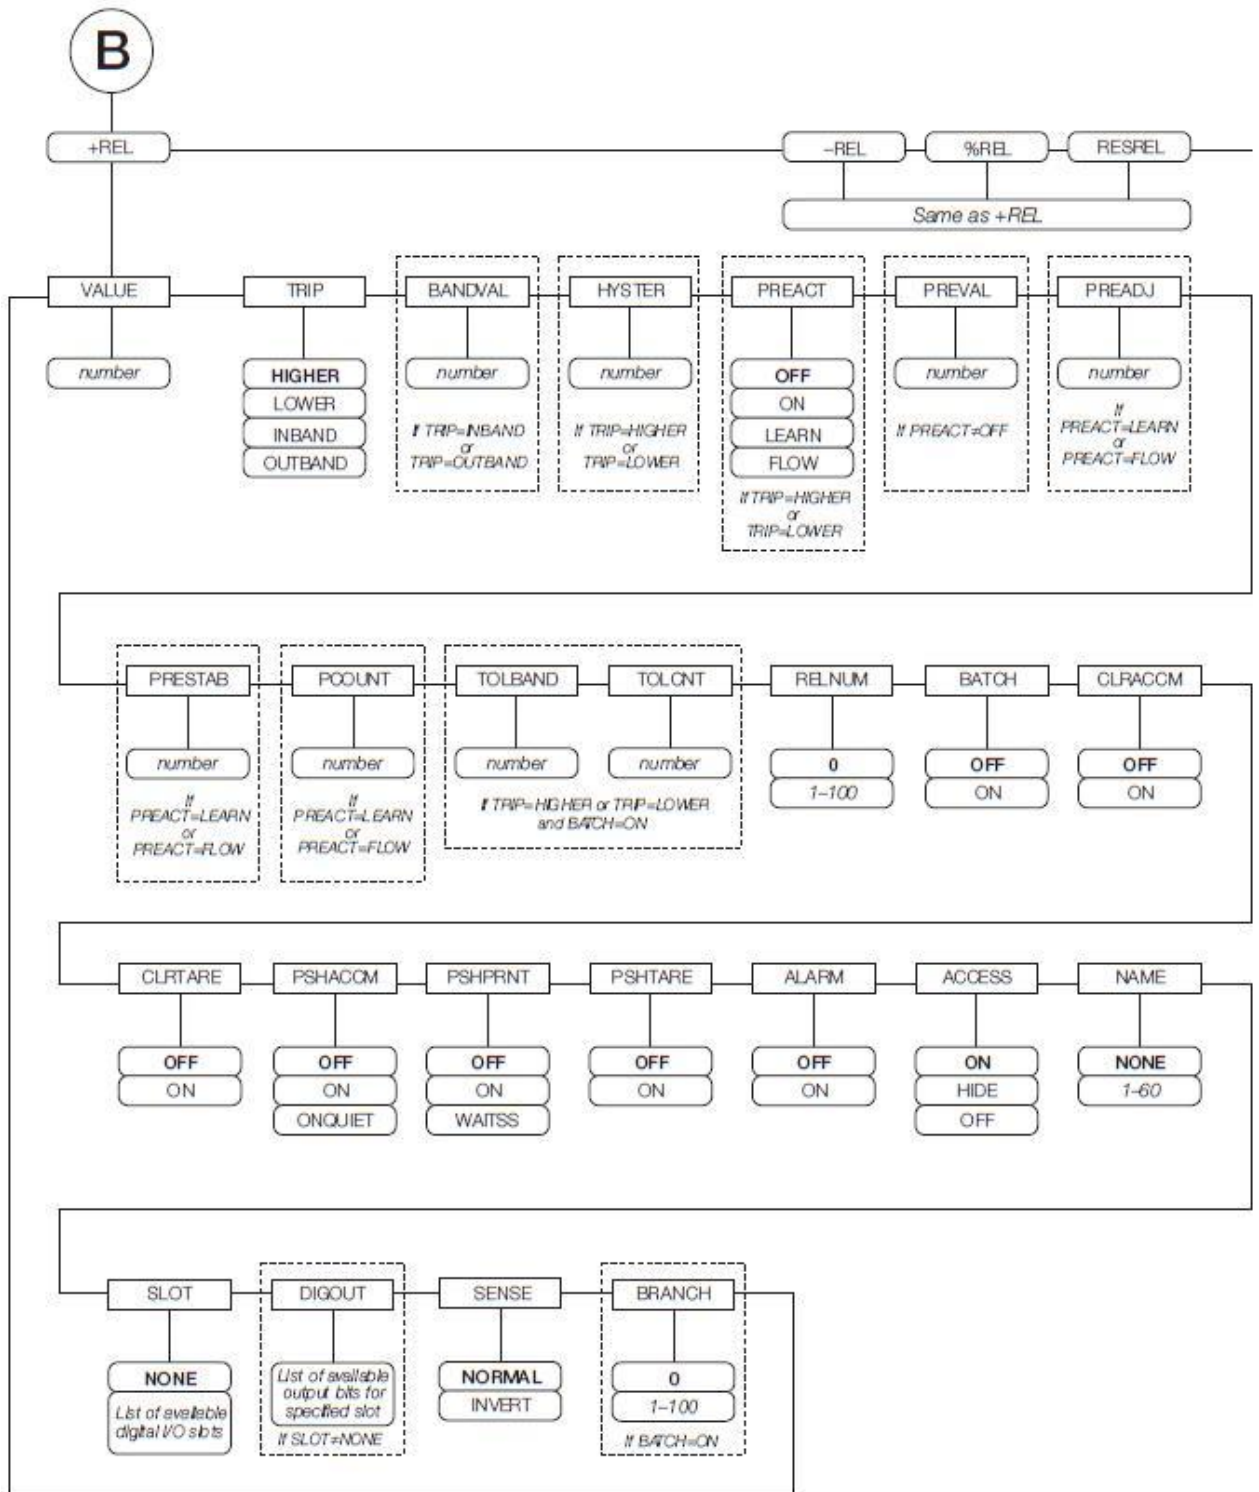 B
+REL
–REL
%REL
RESREL
Same as +REL
VALUE
TRIP
BANDVAL
HYSTER
PREACT
PREVAL
PREADJ
number
HIGHER
LOWER
INBAND
OUTBAND
number
If TRIP=INBAND
or
TRIP=OUTBAND
number
If TRIP=HIGHER
or
TRIP=LOWER
OFF
ON
LEARN
FLOW
If TRIP=HIGHER
or
TRIP=LOWER
number
If PREACT≠OFF
number
If
PREACT=LEARN
or
PREACT=FLOW
PRESTAB
PCOUNT
TOLBAND
TOLCNT
RELNUM
BATCH
CLRACCM
number
If
PREACT=LEARN
or
PREACT=FLOW
number
If
PREACT=LEARN
or
PREACT=FLOW
number
number
If TRIP=HIGHER or TRIP=LOWER
and BATCH=ON
0
1–100
OFF
ON
OFF
ON
CLRTARE
PSHACCM
PSHPRNT
PSHTARE
ALARM
ACCESS
NAME
OFF
ON
OFF
ON
ONQUIET
OFF
ON
WAITSS
OFF
ON
OFF
ON
ON
HIDE
OFF
NONE
1–60
SLOT
DIGOUT
SENSE
BRANCH
NONE
List of available
digital I/O slots
List of available
output bits for
specified slot
If SLOT≠NONE
NORMAL
INVERT
0
1–100
If BATCH=ON